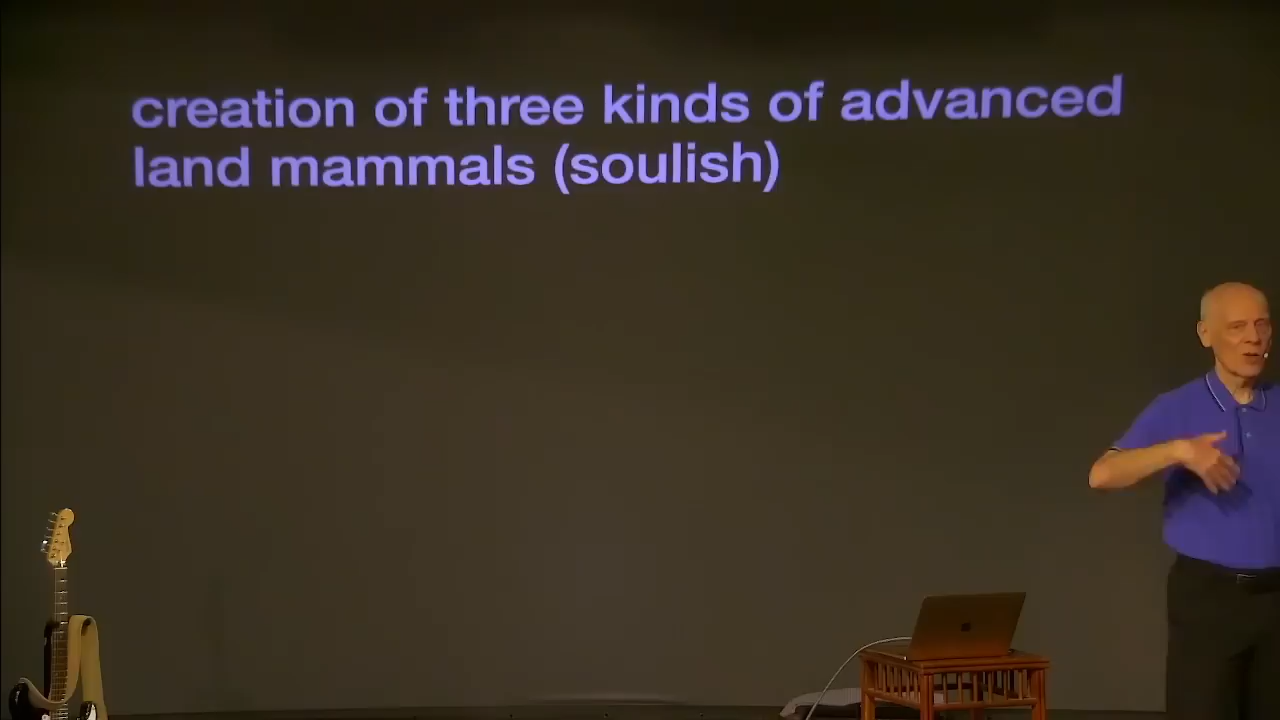 creation of three kinds of advanced
land mammals (soulish)